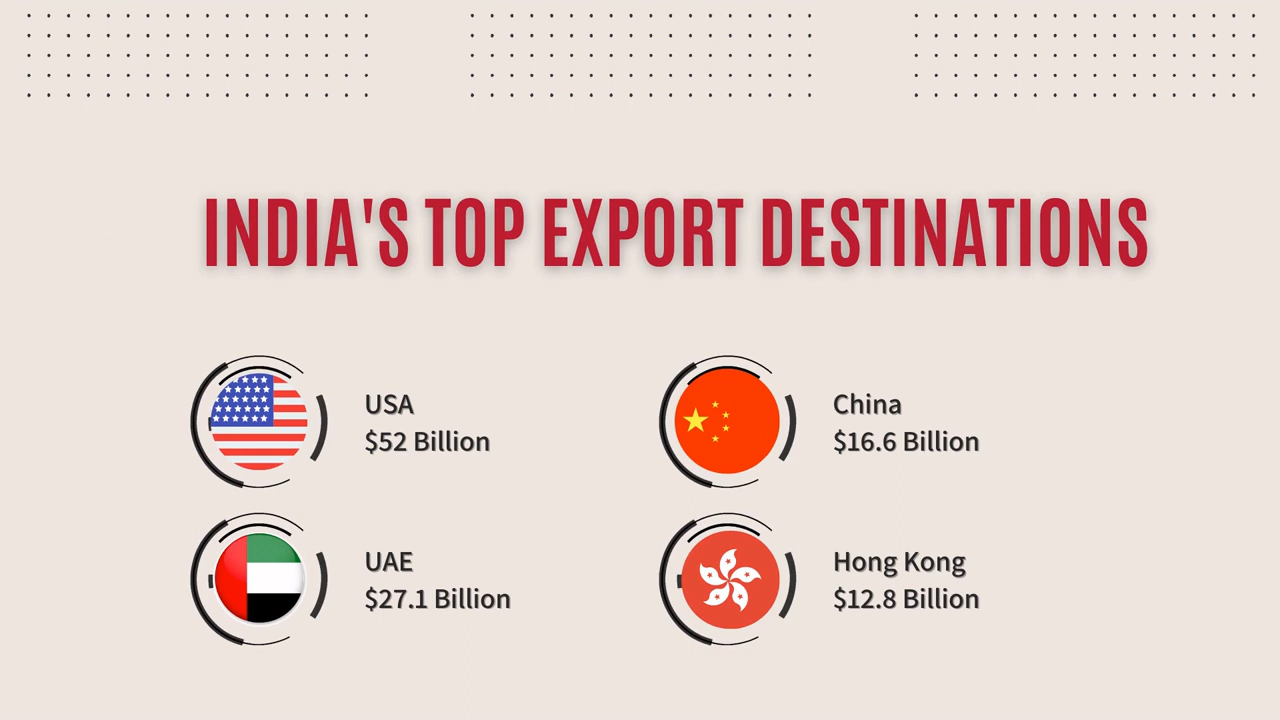 INDIA'S TOP EXPORT DESTINATIONS
USA
$52 Billion
China
$16.6 Billion
UAE
$27.1 Billion
Hong Kong
$12.8 Billion